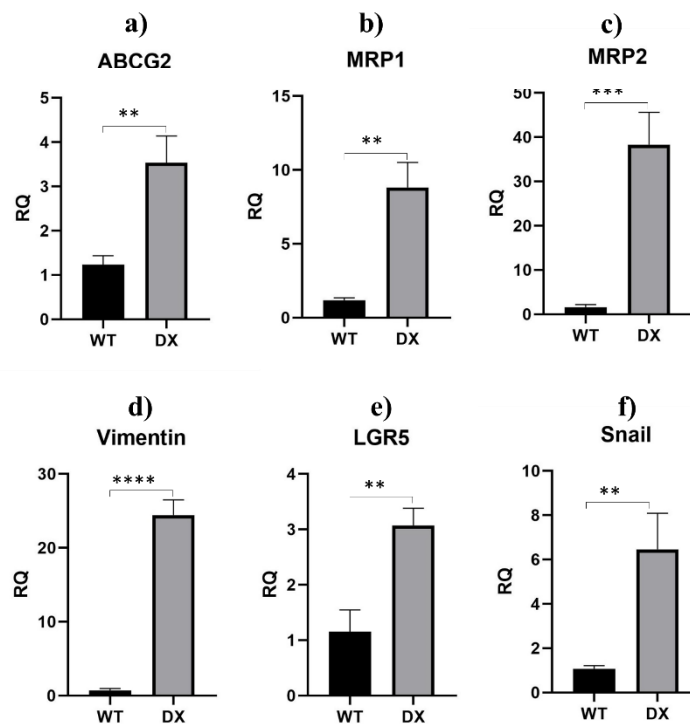 a)
ABCG2
**
5
4
3
2
1
0
RQ
WT DX
b)
MRP1
**
15
10
5
0
RQ
WT DX
c)
MRP2
***
40
30
20
10
0
RQ
WT DX
d)
Vimentin
****
30
20
10
0
RQ
WT DX
e)
LGR5
**
4
3
2
1
0
RQ
WT DX
f)
Snail
**
10
8
6
4
2
0
RQ
WT DX